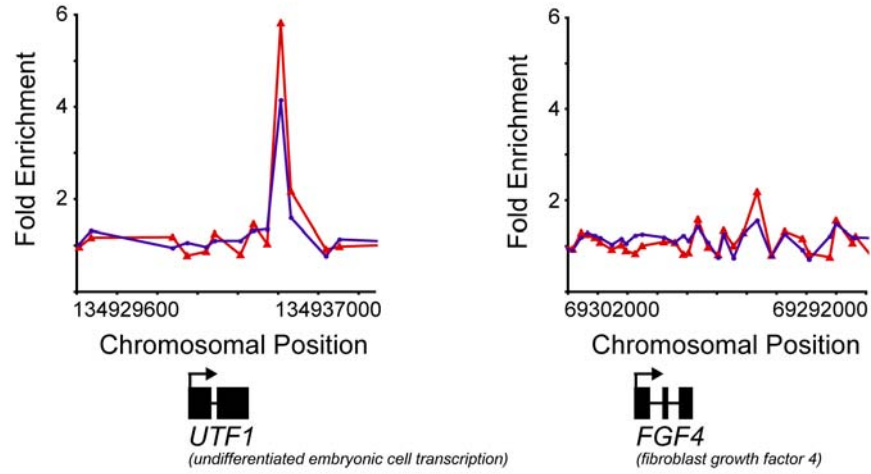 6
4
2
Fold Enrichment
134929600 134937000
Chromosomal Position
UTF1
(undifferentiated embryonic cell transcription)
6
4
2
Fold Enrichment
69302000 69292000
Chromosomal Position
FGF4
(fibroblast growth factor 4)